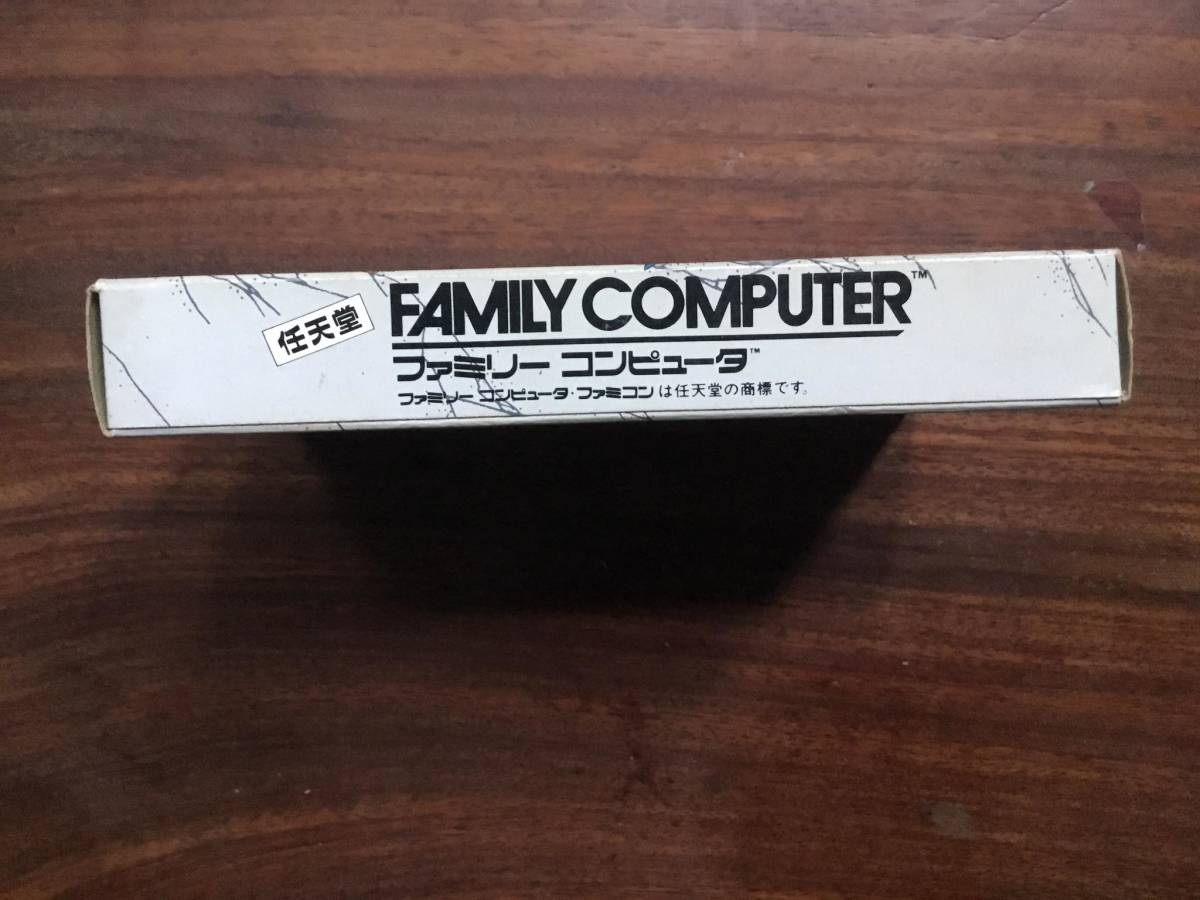 任天堂
FAMILY COMPUTER™
ファミリー コンピュータ™
ファミリー コンピュータ・ファミコン は任天堂の商標です。